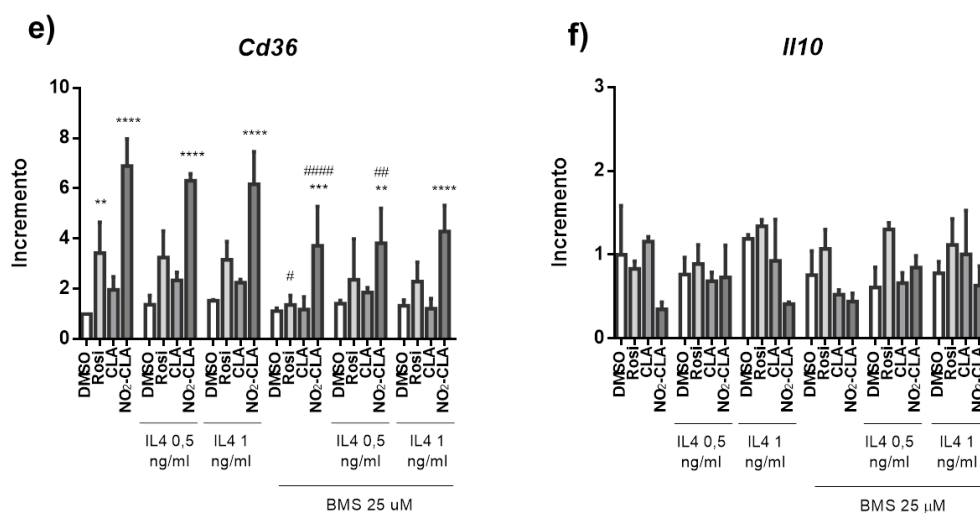 e)
Cd36
Incremento
10
8
6
4
2
0
**
****
****
****
#
####
***
##
**
****
DMSO Rosi CLA NO₂-CLA DMSO Rosi CLA NO₂-CLA DMSO Rosi CLA NO₂-CLA DMSO Rosi CLA NO₂-CLA DMSO Rosi CLA NO₂-CLA DMSO Rosi CLA NO₂-CLA
IL4 0,5 IL4 1 IL4 0,5 IL4 1
ng/ml ng/ml ng/ml ng/ml
BMS 25 uM
f)
Il10
Incremento
3
2
1
0
DMSO Rosi CLA NO₂-CLA DMSO Rosi CLA NO₂-CLA DMSO Rosi CLA NO₂-CLA DMSO Rosi CLA NO₂-CLA DMSO Rosi CLA NO₂-CLA DMSO Rosi CLA NO₂-CLA
IL4 0,5 IL4 1 IL4 0,5 IL4 1
ng/ml ng/ml ng/ml ng/ml
BMS 25 μM